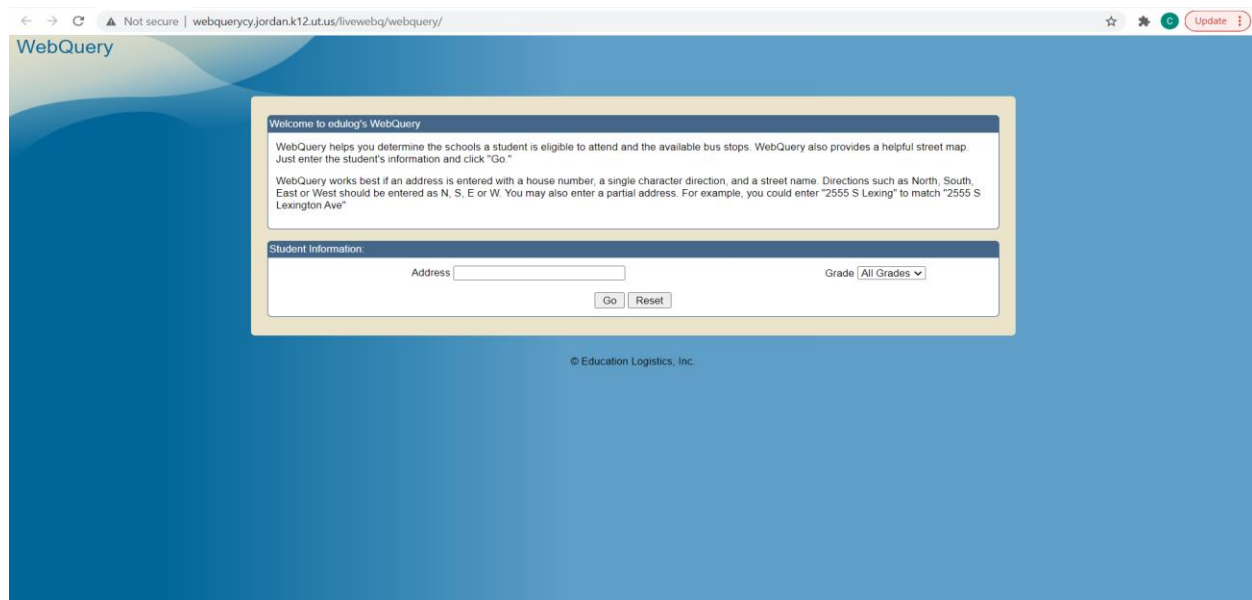 Not secure | webquerycy.jordan.k12.ut.us/livewebq/webquery/
C
Update
WebQuery
Welcome to edulog's WebQuery
WebQuery helps you determine the schools a student is eligible to attend and the available bus stops. WebQuery also provides a helpful street map.
Just enter the student's information and click "Go."
WebQuery works best if an address is entered with a house number, a single character direction, and a street name. Directions such as North, South,
East or West should be entered as N, S, E or W. You may also enter a partial address. For example, you could enter "2555 S Lexing" to match "2555 S
Lexington Ave"
Student Information:
Address
Grade All Grades
Go Reset
© Education Logistics, Inc.